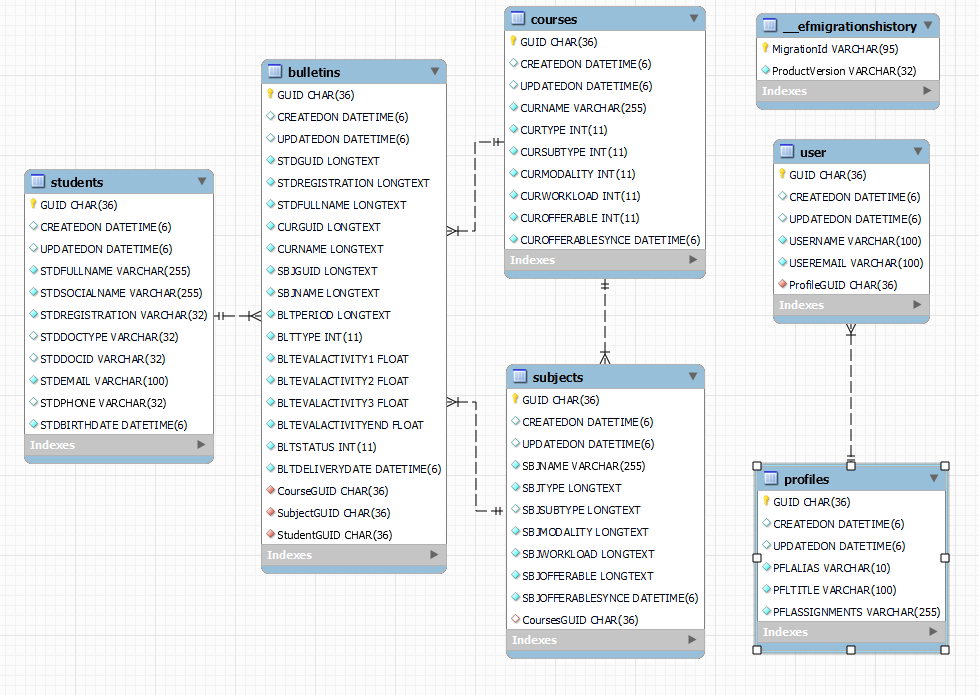 students
GUID CHAR(36)
CREATEDON DATETIME(6)
UPDATEDON DATETIME(6)
STDFULLNAME VARCHAR(255)
STDSOCIALNAME VARCHAR(255)
STDREGISTRATION VARCHAR(32)
STDDOCTYPE VARCHAR(32)
STDDOCID VARCHAR(32)
STDEMAIL VARCHAR(100)
STDPHONE VARCHAR(32)
STDBIRTHDATE DATETIME(6)
Indexes
bulletins
GUID CHAR(36)
CREATEDON DATETIME(6)
UPDATEDON DATETIME(6)
STDGUID LONGTEXT
STDREGISTRATION LONGTEXT
STDFULLNAME LONGTEXT
CURGUID LONGTEXT
CURNAME LONGTEXT
SBJGUID LONGTEXT
SBJNAME LONGTEXT
BLTPERIOD LONGTEXT
BLTTYPE INT(11)
BLTEVALACTIVITY1 FLOAT
BLTEVALACTIVITY2 FLOAT
BLTEVALACTIVITY3 FLOAT
BLTEVALACTIVITYEND FLOAT
BLTSTATUS INT(11)
BLTDELIVERYDATE DATETIME(6)
CourseGUID CHAR(36)
SubjectGUID CHAR(36)
StudentGUID CHAR(36)
Indexes
courses
GUID CHAR(36)
CREATEDON DATETIME(6)
UPDATEDON DATETIME(6)
CURNAME VARCHAR(255)
CURTYPE INT(11)
CURSUBTYPE INT(11)
CURMODALITY INT(11)
CURWORKLOAD INT(11)
CUROFFERABLE INT(11)
CUROFFERABLESYNCE DATETIME(6)
Indexes
subjects
GUID CHAR(36)
CREATEDON DATETIME(6)
UPDATEDON DATETIME(6)
SBJNAME VARCHAR(255)
SBJTYPE LONGTEXT
SBJSUBTYPE LONGTEXT
SBJMODALITY LONGTEXT
SBJWORKLOAD LONGTEXT
SBJOFFERABLE LONGTEXT
SBJOFFERABLESYNCE DATETIME(6)
CoursesGUID CHAR(36)
Indexes
__efmigrationshistory
MigrationId VARCHAR(95)
ProductVersion VARCHAR(32)
Indexes
user
GUID CHAR(36)
CREATEDON DATETIME(6)
UPDATEDON DATETIME(6)
USERNAME VARCHAR(100)
USEREMAIL VARCHAR(100)
ProfileGUID CHAR(36)
Indexes
profiles
GUID CHAR(36)
CREATEDON DATETIME(6)
UPDATEDON DATETIME(6)
PFLALIAS VARCHAR(10)
PFLTITLE VARCHAR(100)
PFLASSIGNMENTS VARCHAR(255)
Indexes